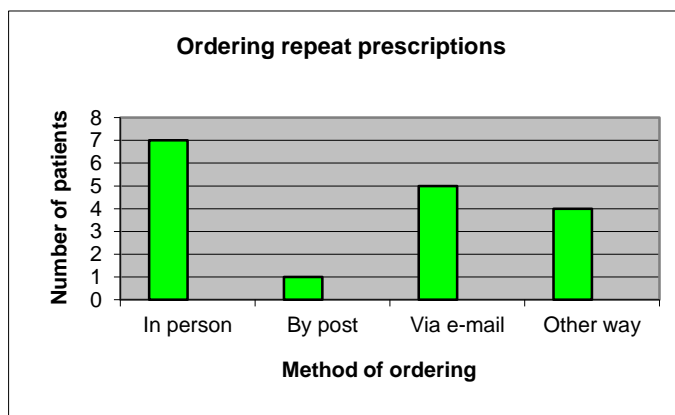 Ordering repeat prescriptions
Number of patients
8
7
6
5
4
3
2
1
0
In person By post Via e-mail Other way
Method of ordering